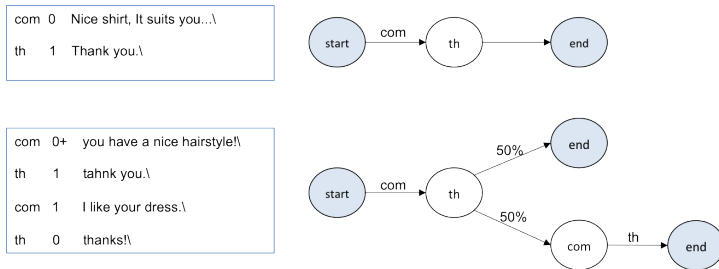 com 0 Nice shirt, It suits you...\
th 1 Thank you.\
start com th end
com 0+ you have a nice hairstyle!\
th 1 tahnk you.\
com 1 I like your dress.\
th 0 thanks!\
50% end
start com th
50%
com th end